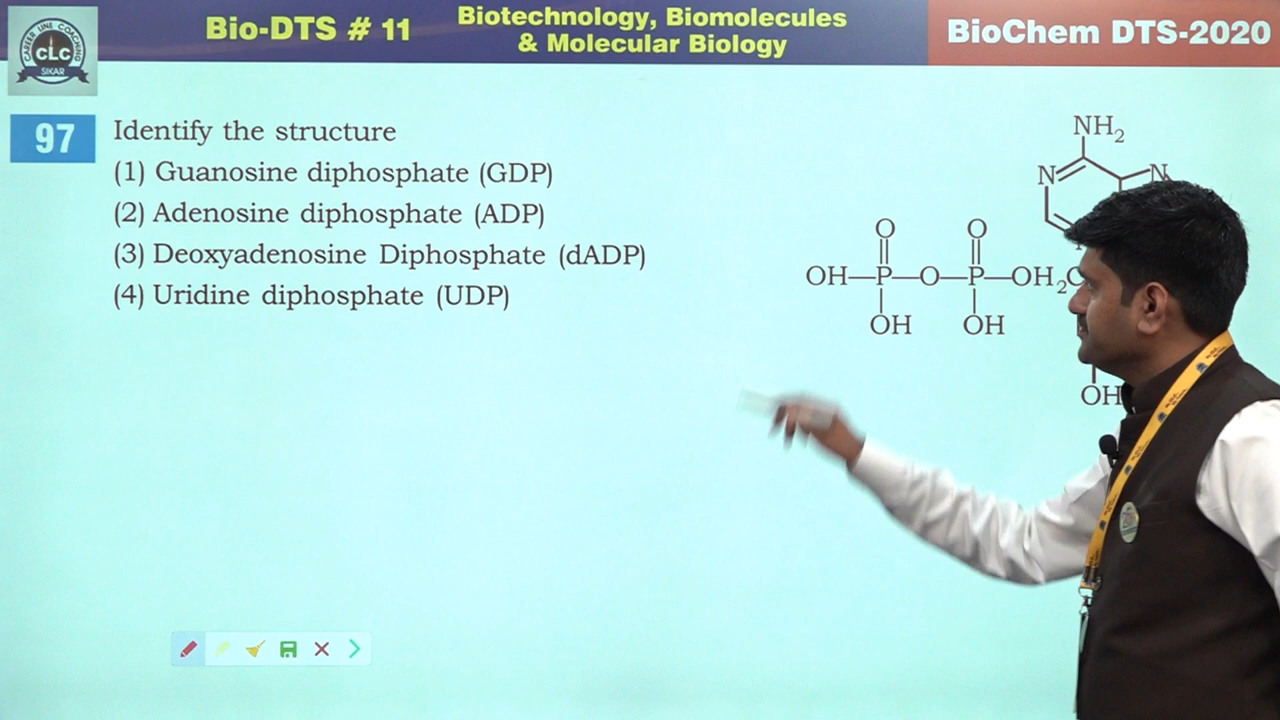 Bio-DTS # 11
Biotechnology, Biomolecules
& Molecular Biology
BioChem DTS-2020
CAREER LINE COACHING
CLC
SIKAR
97
Identify the structure
(1) Guanosine diphosphate (GDP)
(2) Adenosine diphosphate (ADP)
(3) Deoxyadenosine Diphosphate (dADP)
(4) Uridine diphosphate (UDP)
NH2
N
N
O
O
OH—P—O—P—OH2C
OH
OH
OH